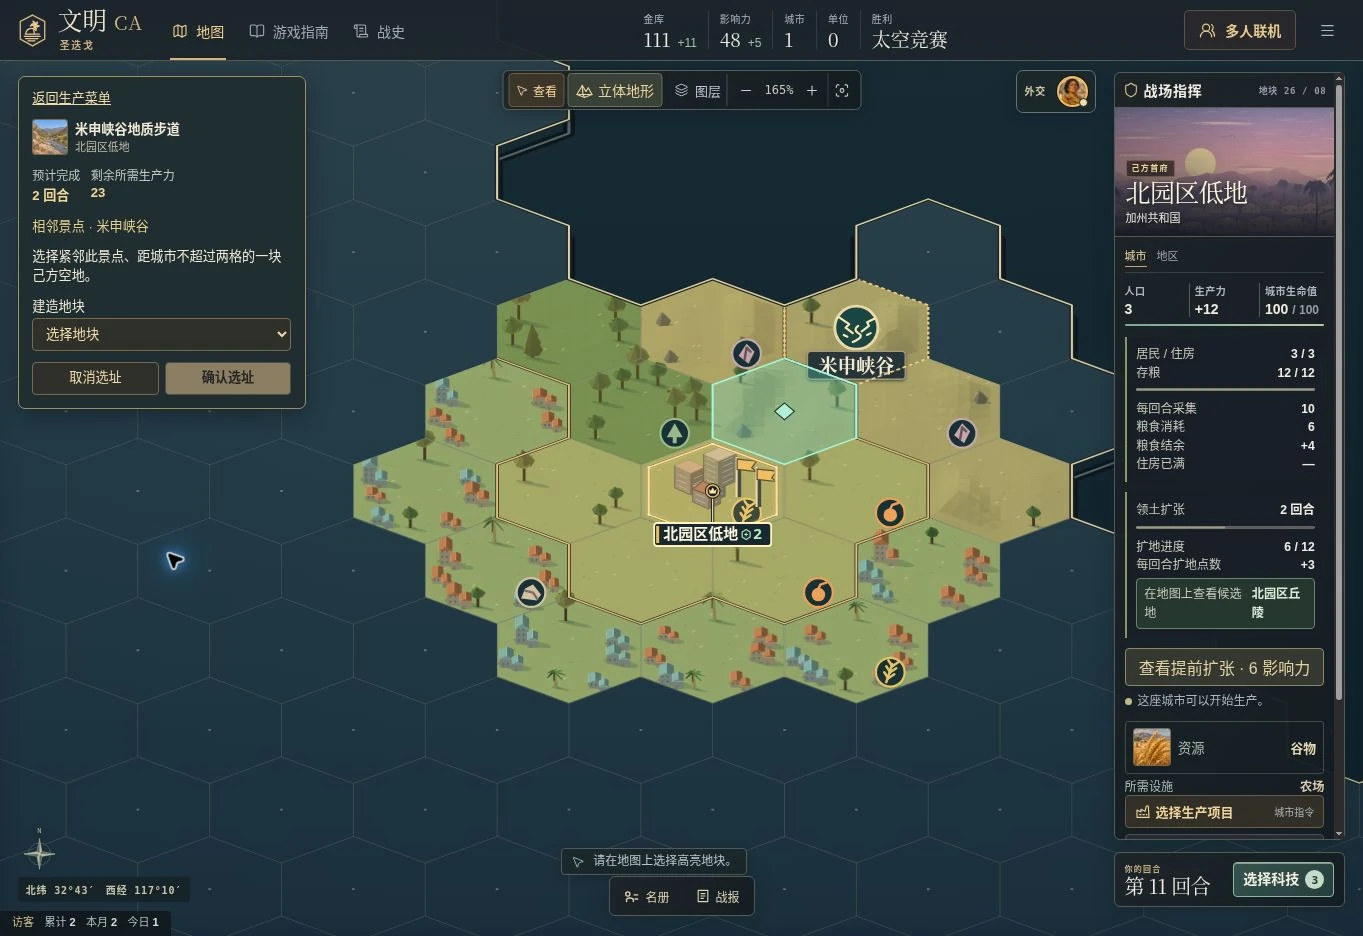 文明 CA
圣迭戈
地图
游戏指南
战史
金库
111 +11
影响力
48 +5
城市
1
单位
0
胜利
太空竞赛
多人联机
返回生产菜单
米申峡谷地质步道
北园区低地
预计完成 剩余所需生产力
2 回合 23
相邻景点 · 米申峡谷
选择紧邻此景点、距城市不超过两格的一块
己方空地。
建造地块
选择地块
取消选址 确认选址
查看
立体地形
图层
165%
外交
米申峡谷
北园区低地 2
战场指挥
地块 26 / 08
己方首府
北园区低地
加州共和国
城市 地区
人口 生产力 城市生命值
3 +12 100 / 100
居民 / 住房 3 / 3
存粮 12 / 12
每回合采集 10
粮食消耗 6
粮食结余 +4
住房已满 —
领土扩张 2 回合
扩地进度 6 / 12
每回合扩地点数 +3
在地图上查看候选地 北园区丘陵
查看提前扩张 · 6 影响力
这座城市可以开始生产。
资源 谷物
所需设施 农场
选择生产项目 城市指令
你的回合
第 11 回合
选择科技 3
请在地图上选择高亮地块。
名册
战报
N
北纬 32°43′ 西经 117°10′
访客 累计 2 本月 2 今日 1